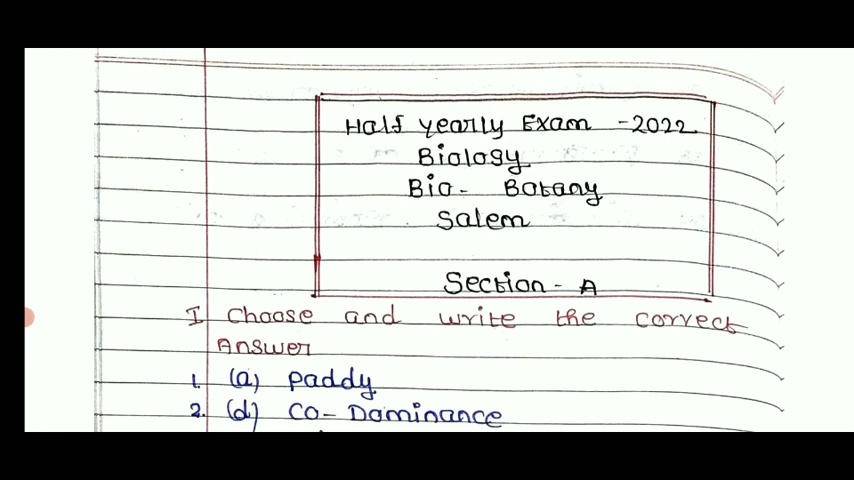 Half yearly Exam -2022
Biology
Bio- Botany
Salem
Section - A
I Choose and write the correct
Answer
1. (a) paddy
2. (d) Co-Dominance